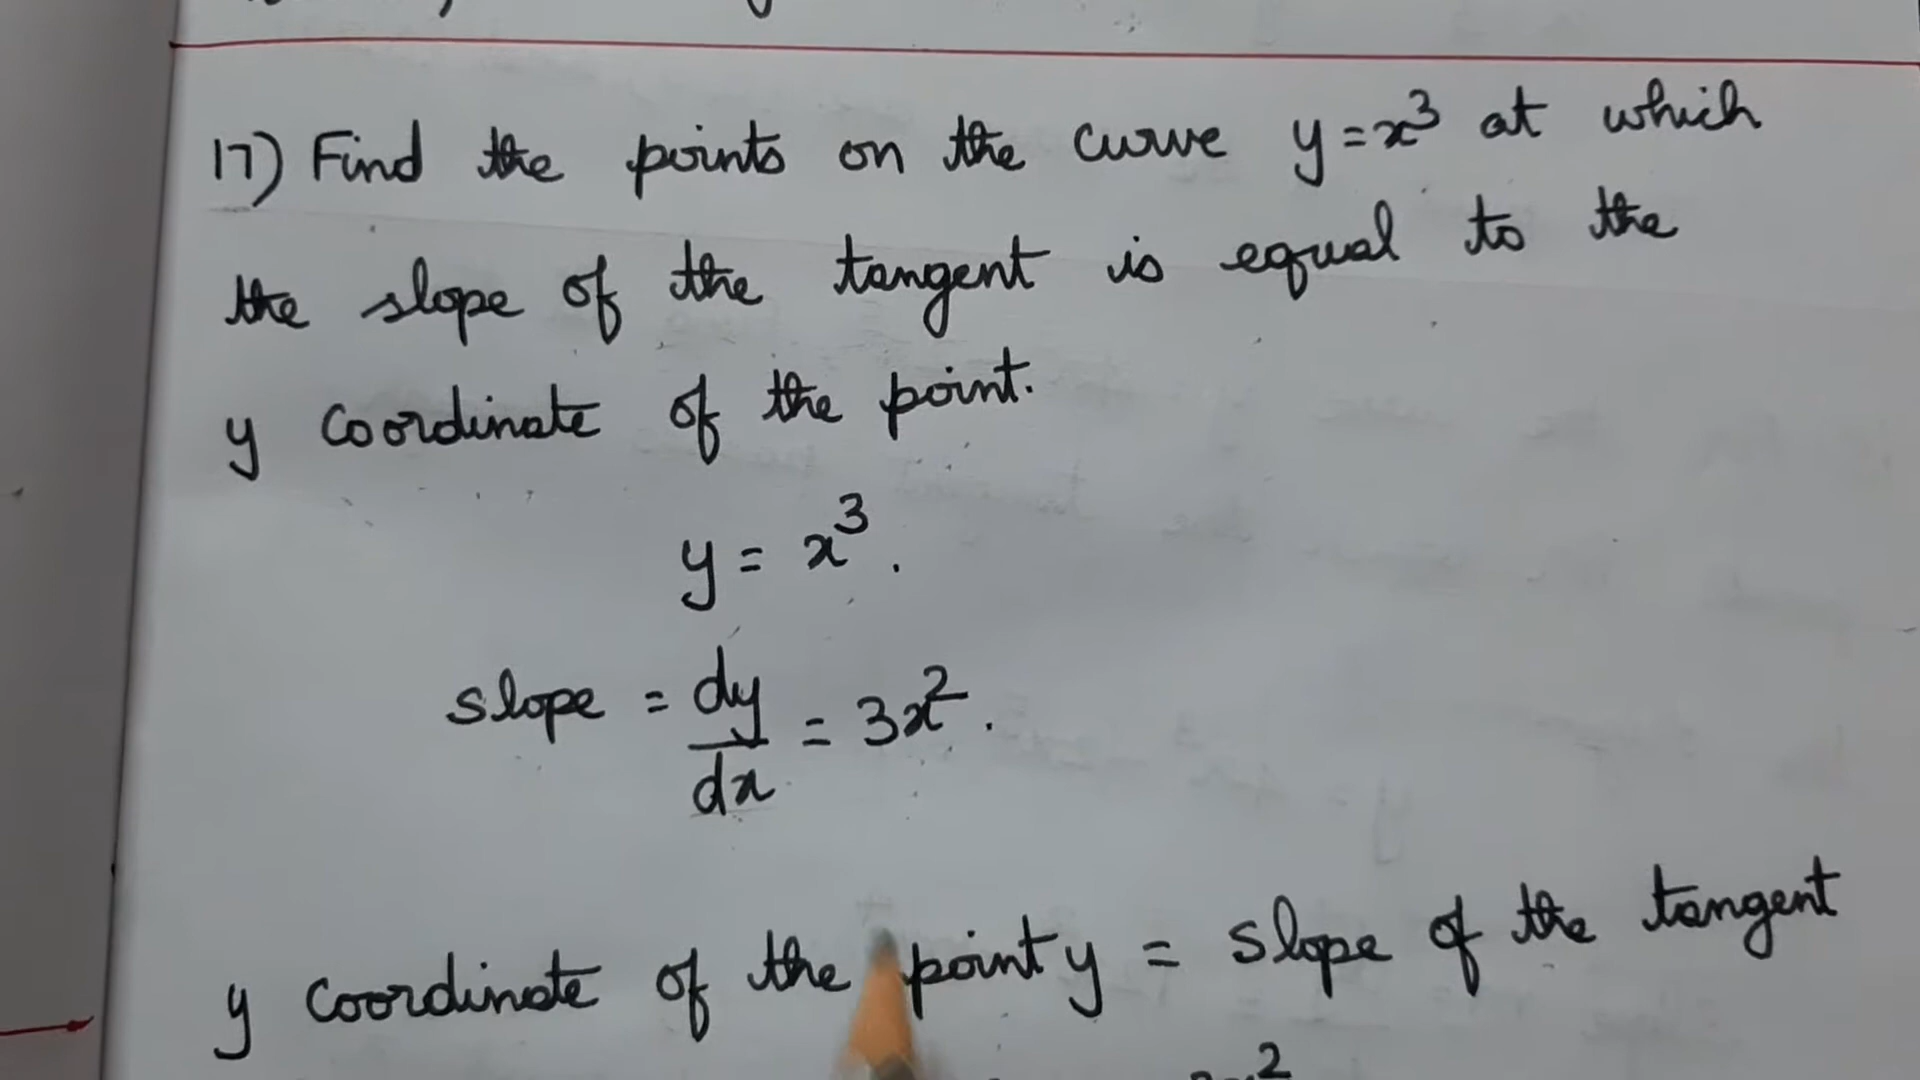 17) Find the points on the curve y = x³ at which
the slope of the tangent is equal to the
y coordinate of the point.
y = x³.
slope = dy/dx = 3x².
y coordinate of the point y = slope of the tangent